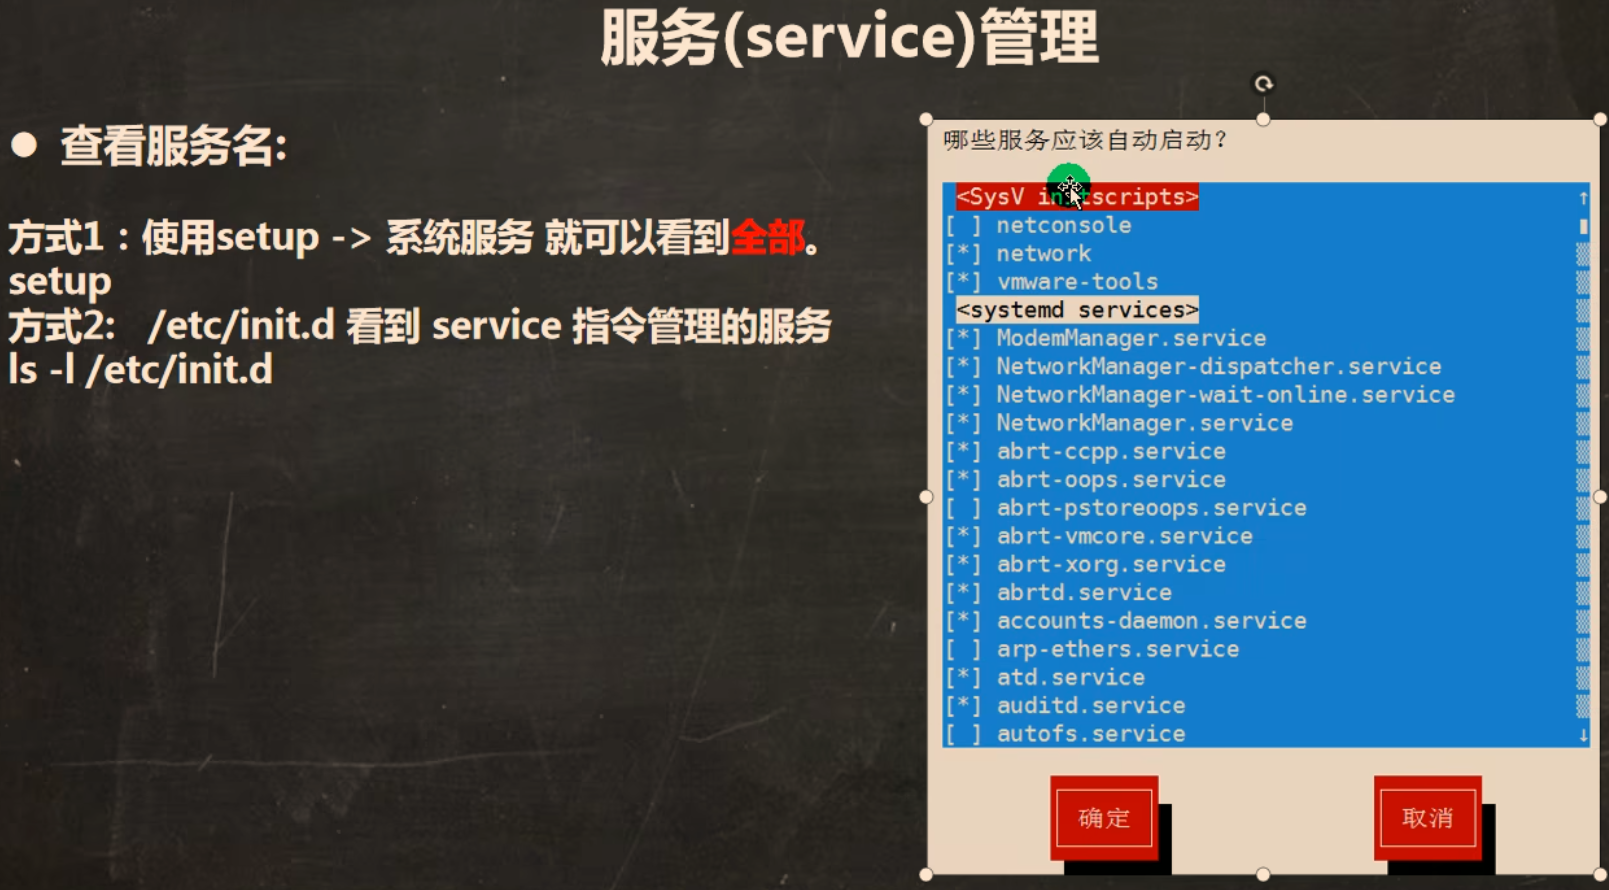 服务(service)管理
● 查看服务名:
方式1：使用setup -> 系统服务 就可以看到全部。
setup
方式2: /etc/init.d 看到 service 指令管理的服务
ls -l /etc/init.d
哪些服务应该自动启动?
<SysV initscripts>
[ ] netconsole
[*] network
[*] vmware-tools
<systemd services>
[*] ModemManager.service
[*] NetworkManager-dispatcher.service
[*] NetworkManager-wait-online.service
[*] NetworkManager.service
[*] abrt-ccpp.service
[*] abrt-oops.service
[ ] abrt-pstoreoops.service
[*] abrt-vmcore.service
[*] abrt-xorg.service
[*] abrtd.service
[*] accounts-daemon.service
[ ] arp-ethers.service
[*] atd.service
[*] auditd.service
[ ] autofs.service
确定
取消